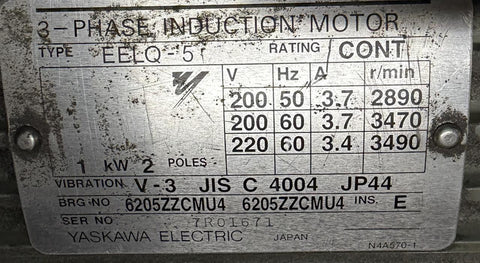 3-PHASE INDUCTION MOTOR
TYPE EELQ-5 RATING CONT
V Hz A r/min
200 50 3.7 2890
200 60 3.7 3470
220 60 3.4 3490
1 kW 2 POLES
VIBRATION V-3 JIS C 4004 JP44
BRG·NO 6205ZZCMU4 6205ZZCMU4 INS. E
SER NO 7R01671
YASKAWA ELECTRIC JAPAN N4A570-1